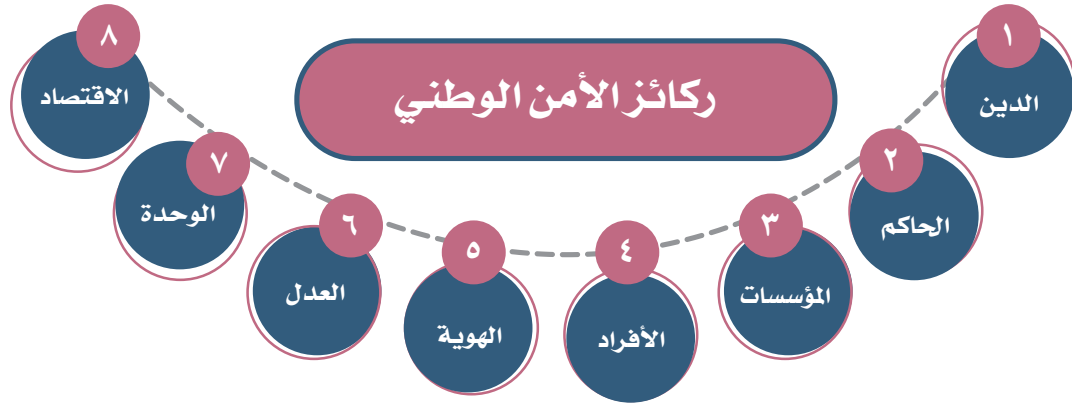 ركائز الأمن الوطني
١
الدين
٢
الحاكم
٣
المؤسسات
٤
الأفراد
٥
الهوية
٦
العدل
٧
الوحدة
٨
الاقتصاد